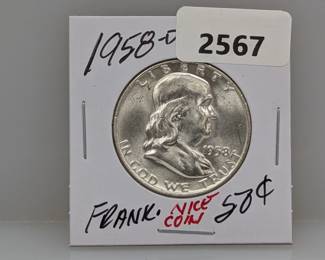 1958-D
2567
LIBERTY
1958
IN GOD WE TRUST
FRANK. NICE COIN 50¢